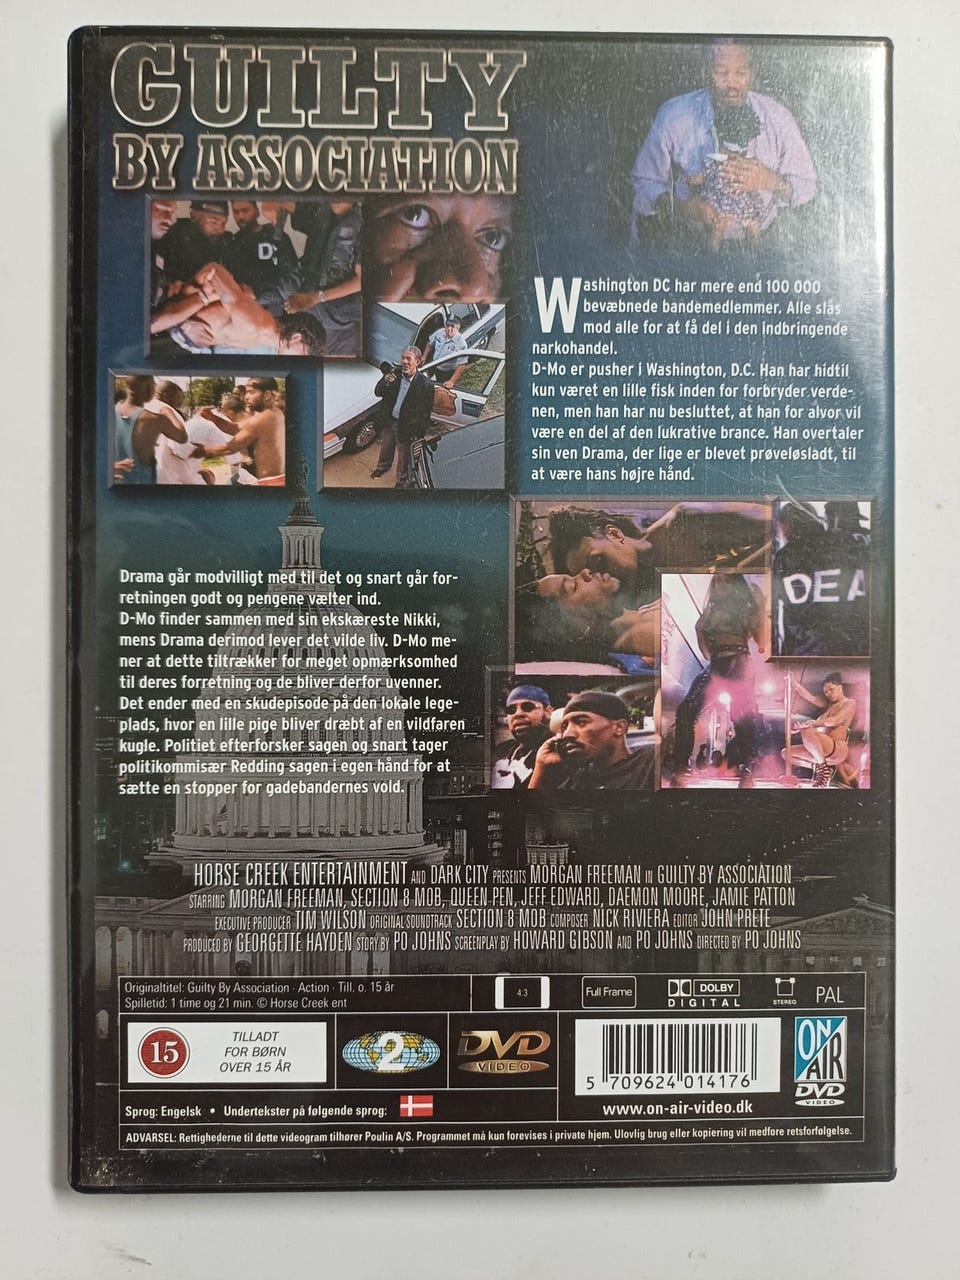 GUILTY
BY ASSOCIATION
Washington DC har mere end 100 000
bevæbnede bandemedlemmer. Alle slås
mod alle for at få del i den indbringende
narkohandel.
D-Mo er pusher i Washington, D.C. Han har hidtil
kun været en lille fisk inden for forbryder verde-
nen, men han har nu besluttet, at han for alvor vil
være en del af den lukrative brance. Han overtaler
sin ven Drama, der lige er blevet prøveløsladt, til
at være hans højre hånd.
DEA
Drama går modvilligt med til det og snart går for-
retningen godt og pengene vælter ind.
D-Mo finder sammen med sin ekskæreste Nikki,
mens Drama derimod lever det vilde liv. D-Mo me-
ner at dette tiltrækker for meget opmærksomhed
til deres forretning og de bliver derfor uvenner.
Det ender med en skudepisode på den lokale lege-
plads, hvor en lille pige bliver dræbt af en vildfaren
kugle. Politiet efterforsker sagen og snart tager
politikommisær Redding sagen i egen hånd for at
sætte en stopper for gadebandernes vold.
HORSE CREEK ENTERTAINMENT AND DARK CITY PRESENTS MORGAN FREEMAN IN GUILTY BY ASSOCIATION
STARRING MORGAN FREEMAN, SECTION 8 MOB, QUEEN PEN, JEFF EDWARD, DAEMON MOORE, JAMIE PATTON
EXECUTIVE PRODUCER TIM WILSON ORIGINAL SOUNDTRACK SECTION 8 MOB COMPOSER NICK RIVIERA EDITOR JOHN PRETE
PRODUCED BY GEORGETTE HAYDEN STORY BY PO JOHNS SCREENPLAY BY HOWARD GIBSON AND PO JOHNS DIRECTED BY PO JOHNS
Originaltitel: Guilty By Association · Action · Till. o. 15 år
Spilletid: 1 time og 21 min. © Horse Creek ent
4:3
Full Frame
DOLBY
DIGITAL
STEREO
PAL
15
TILLADT
FOR BØRN
OVER 15 ÅR
2
DVD
VIDEO
5 709624 014176
ON
AIR
DVD
VIDEO
Sprog: Engelsk • Undertekster på følgende sprog:
www.on-air-video.dk
ADVARSEL: Rettighederne til dette videogram tilhører Poulin A/S. Programmet må kun forevises i private hjem. Ulovlig brug eller kopiering vil medføre retsforfølgelse.